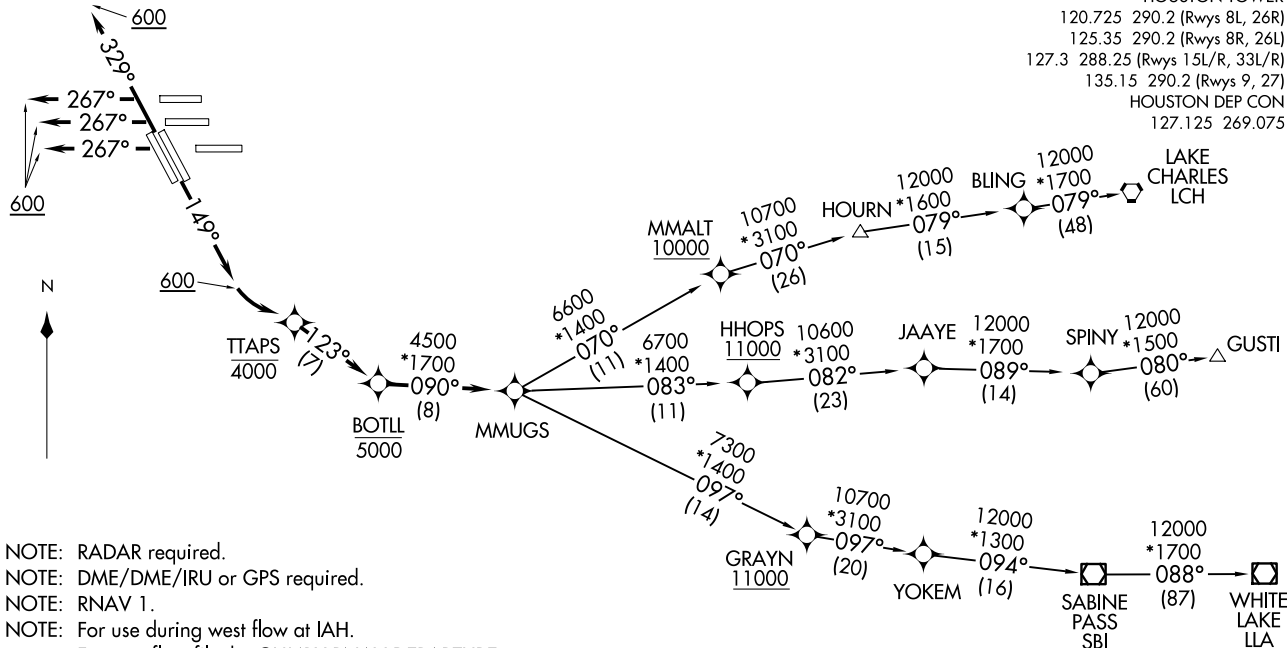 HOUSTON TOWER
120.725 290.2 (Rwys 8L, 26R)
125.35 290.2 (Rwys 8R, 26L)
127.3 288.25 (Rwys 15L/R, 33L/R)
135.15 290.2 (Rwys 9, 27)
HOUSTON DEP CON
127.125 269.075
600
329°
267°
267°
267°
600
149°
600
N
TTAPS
4000
123°
(7)
BOTLL
5000
4500
*1700
090°
(8)
MMUGS
6600
*1400
070°
(11)
MMALT
10000
10700
*3100
070°
(26)
HOURN
12000
*1600
079°
(15)
BLING
12000
*1700
079°
(48)
LAKE
CHARLES
LCH
6700
*1400
083°
(11)
HHOPS
11000
10600
*3100
082°
(23)
JAAYE
12000
*1700
089°
(14)
SPINY
12000
*1500
080°
(60)
GUSTI
7300
*1400
097°
(14)
GRAYN
11000
10700
*3100
097°
(20)
YOKEM
12000
*1300
094°
(16)
SABINE
PASS
SBI
12000
*1700
088°
(87)
WHITE
LAKE
LLA
NOTE: RADAR required.
NOTE: DME/DME/IRU or GPS required.
NOTE: RNAV 1.
NOTE: For use during west flow at IAH.